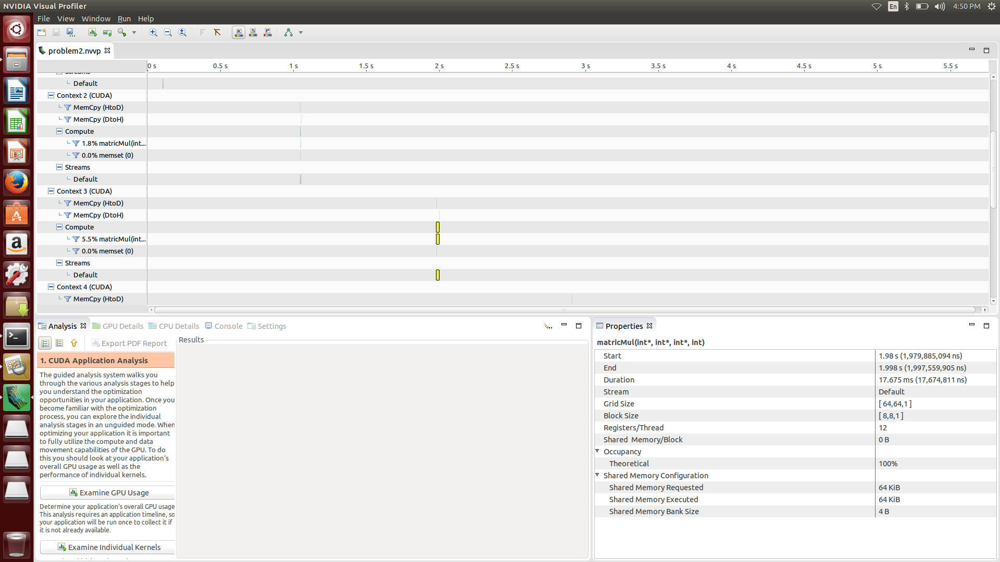 NVIDIA Visual Profiler
En
4:50 PM
File View Window Run Help
F K S P
problem2.nvvp
0 s 0.5 s 1 s 1.5 s 2 s 2.5 s 3 s 3.5 s 4 s 4.5 s 5 s 5.5 s
Streams
Default
Context 2 (CUDA)
MemCpy (HtoD)
MemCpy (DtoH)
Compute
1.8% matricMul(int...
0.0% memset (0)
Streams
Default
Context 3 (CUDA)
MemCpy (HtoD)
MemCpy (DtoH)
Compute
5.5% matricMul(int...
0.0% memset (0)
Streams
Default
Context 4 (CUDA)
MemCpy (HtoD)
Analysis GPU Details CPU Details Console Settings
Export PDF Report
1. CUDA Application Analysis
The guided analysis system walks you
through the various analysis stages to help
you understand the optimization
opportunities in your application. Once you
become familiar with the optimization
process, you can explore the individual
analysis stages in an unguided mode. When
optimizing your application it is important
to fully utilize the compute and data
movement capabilities of the GPU. To do
this you should look at your application's
overall GPU usage as well as the
performance of individual kernels.
Examine GPU Usage
Determine your application's overall GPU usage
This analysis requires an application timeline, so
your application will be run once to collect it if
it is not already available.
Examine Individual Kernels
Results
Properties
matricMul(int*, int*, int*, int)
Start 1.98 s (1,979,885,094 ns)
End 1.998 s (1,997,559,905 ns)
Duration 17.675 ms (17,674,811 ns)
Stream Default
Grid Size [ 64,64,1 ]
Block Size [ 8,8,1 ]
Registers/Thread 12
Shared Memory/Block 0 B
Occupancy
Theoretical 100%
Shared Memory Configuration
Shared Memory Requested 64 KiB
Shared Memory Executed 64 KiB
Shared Memory Bank Size 4 B